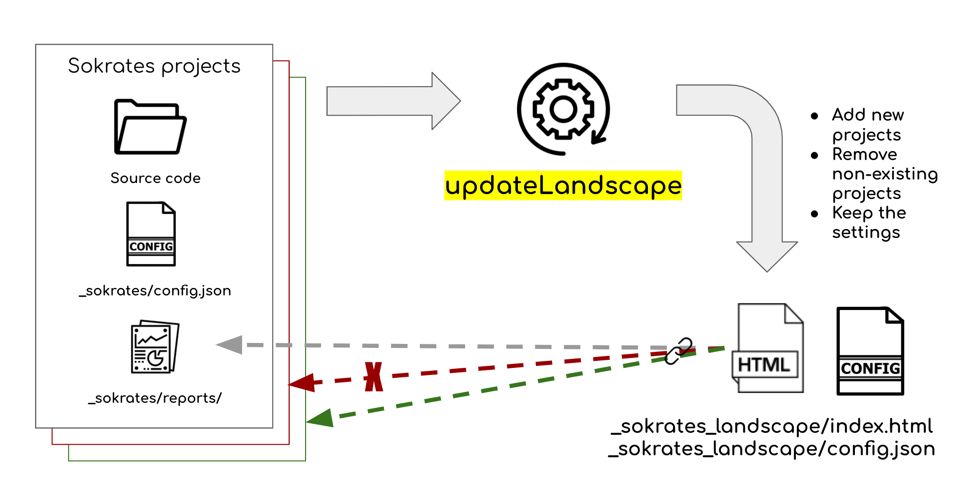 Sokrates projects
Source code
CONFIG
_sokrates/config.json
_sokrates/reports/
updateLandscape
● Add new
projects
● Remove
non-existing
projects
● Keep the
settings
X
HTML
CONFIG
_sokrates_landscape/index.html
_sokrates_landscape/config.json